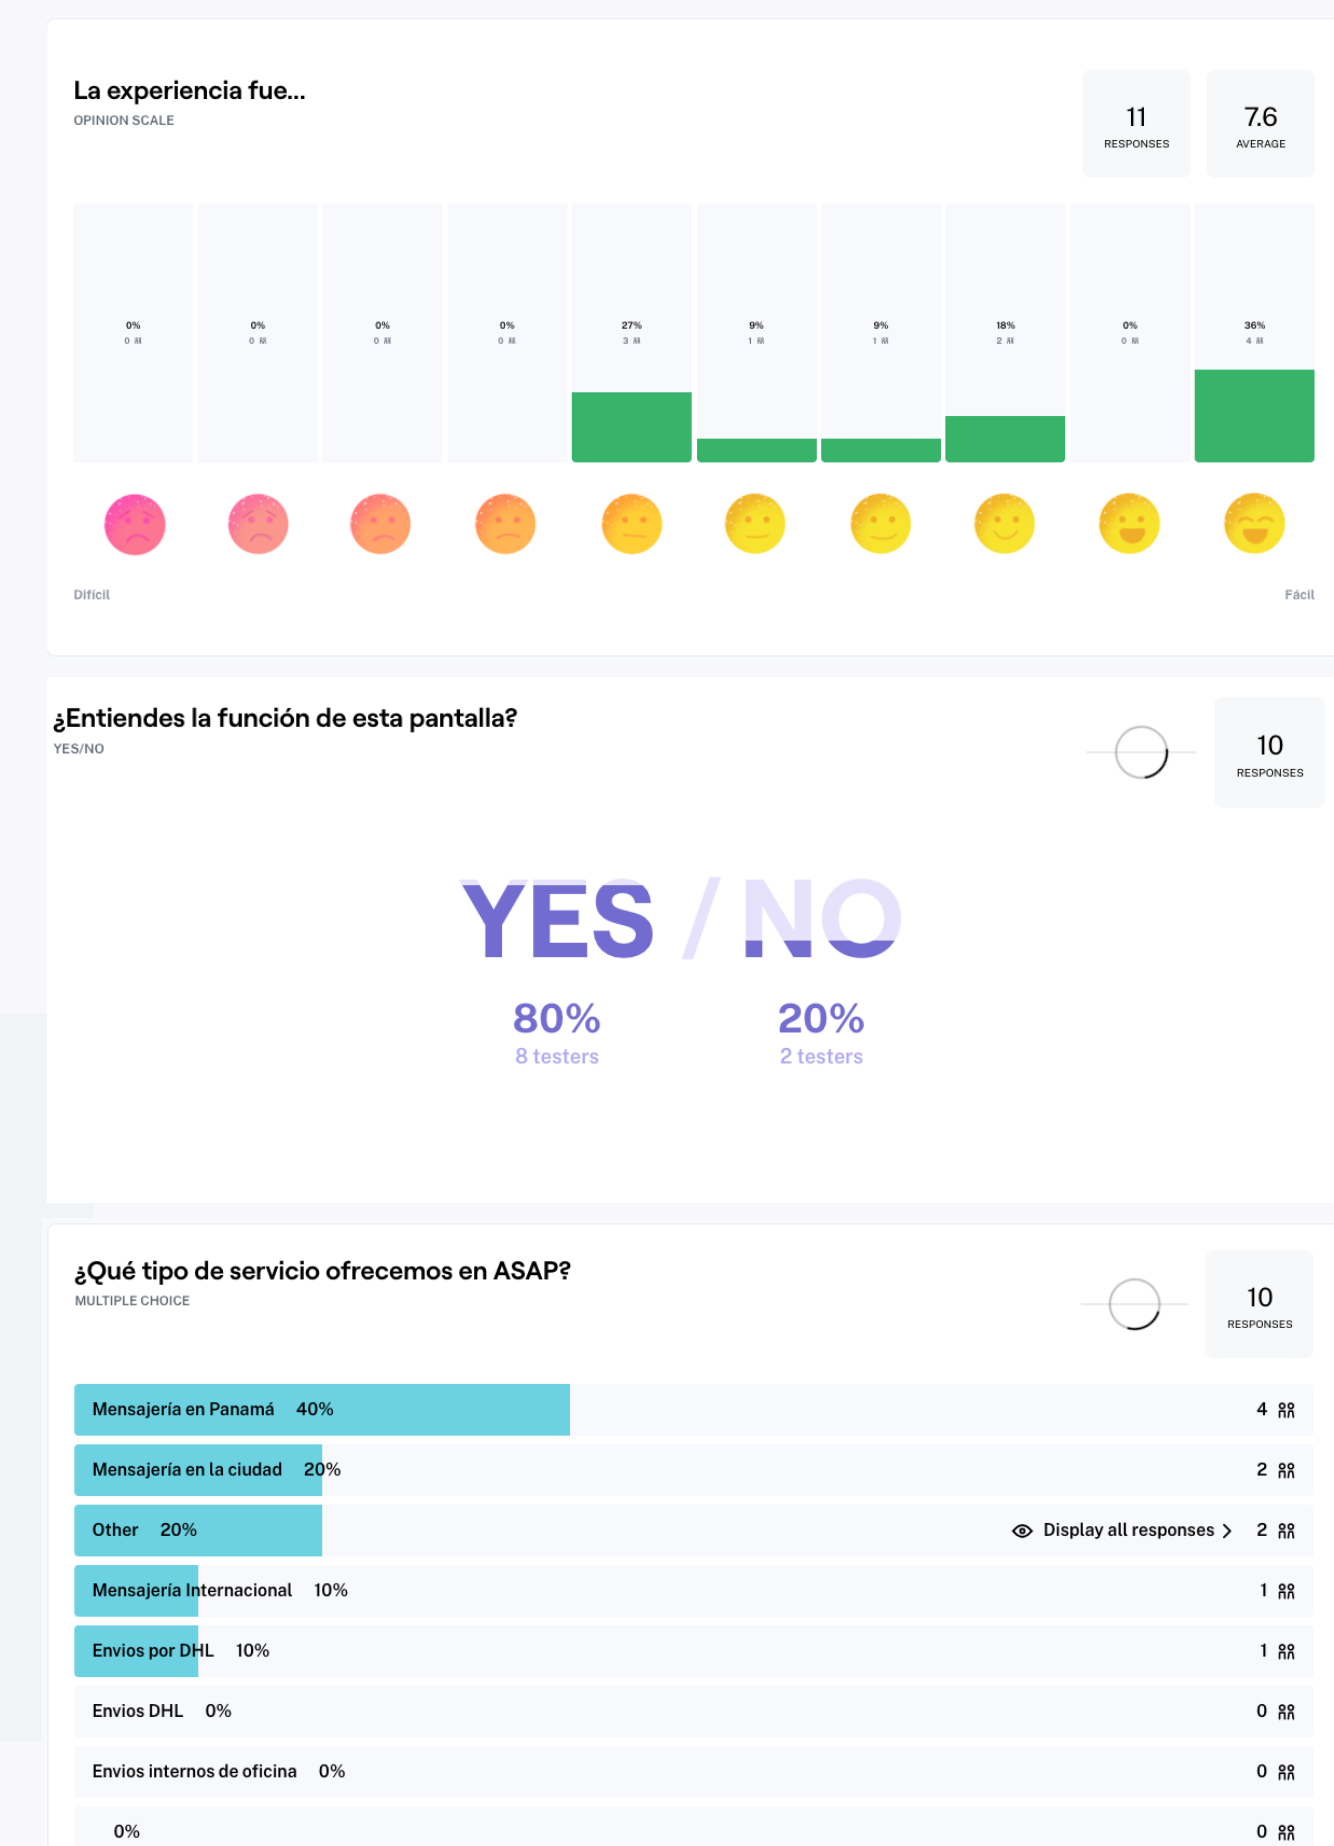 La experiencia fue...
OPINION SCALE
11
RESPONSES
7.6
AVERAGE
0% 0% 0% 0% 27% 9% 9% 18% 0% 36%
0 0 0 0 3 1 1 2 0 4
Difícil Fácil
¿Entiendes la función de esta pantalla?
YES/NO
10
RESPONSES
YES / NO
80% 20%
8 testers 2 testers
¿Qué tipo de servicio ofrecemos en ASAP?
MULTIPLE CHOICE
10
RESPONSES
Mensajería en Panamá 40% 4
Mensajería en la ciudad 20% 2
Other 20% Display all responses 2
Mensajería Internacional 10% 1
Envios por DHL 10% 1
Envios DHL 0% 0
Envios internos de oficina 0% 0
0% 0